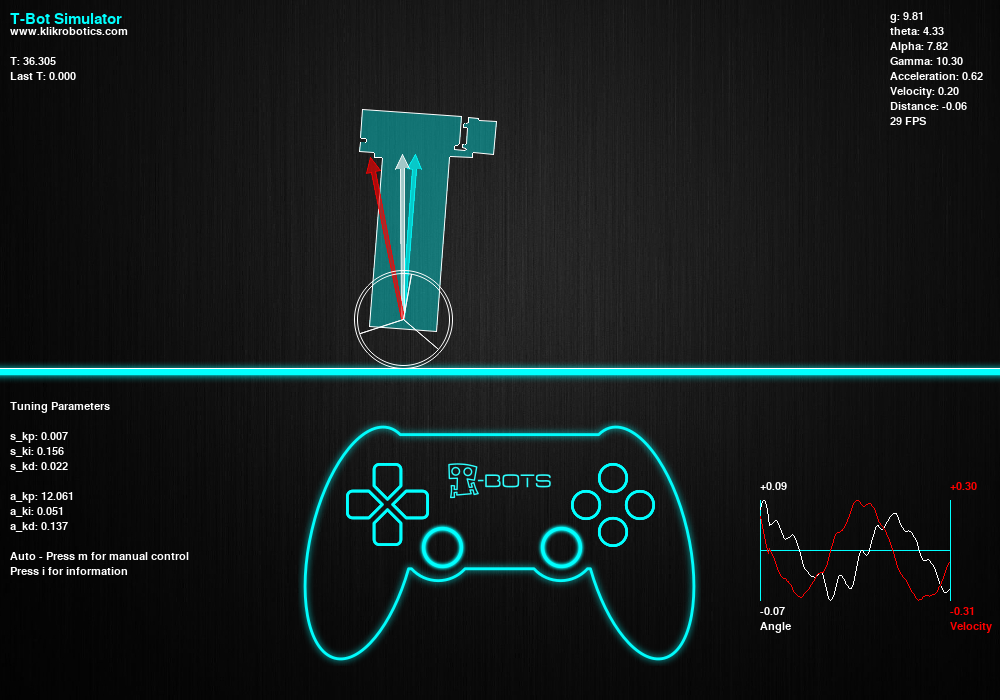 T-Bot Simulator
www.klikrobotics.com
T: 36.305
Last T: 0.000
g: 9.81
theta: 4.33
Alpha: 7.82
Gamma: 10.30
Acceleration: 0.62
Velocity: 0.20
Distance: -0.06
29 FPS
Tuning Parameters
s_kp: 0.007
s_ki: 0.156
s_kd: 0.022
a_kp: 12.061
a_ki: 0.051
a_kd: 0.137
Auto - Press m for manual control
Press i for information
-BOTS
+0.09
+0.30
-0.07
-0.31
Angle
Velocity